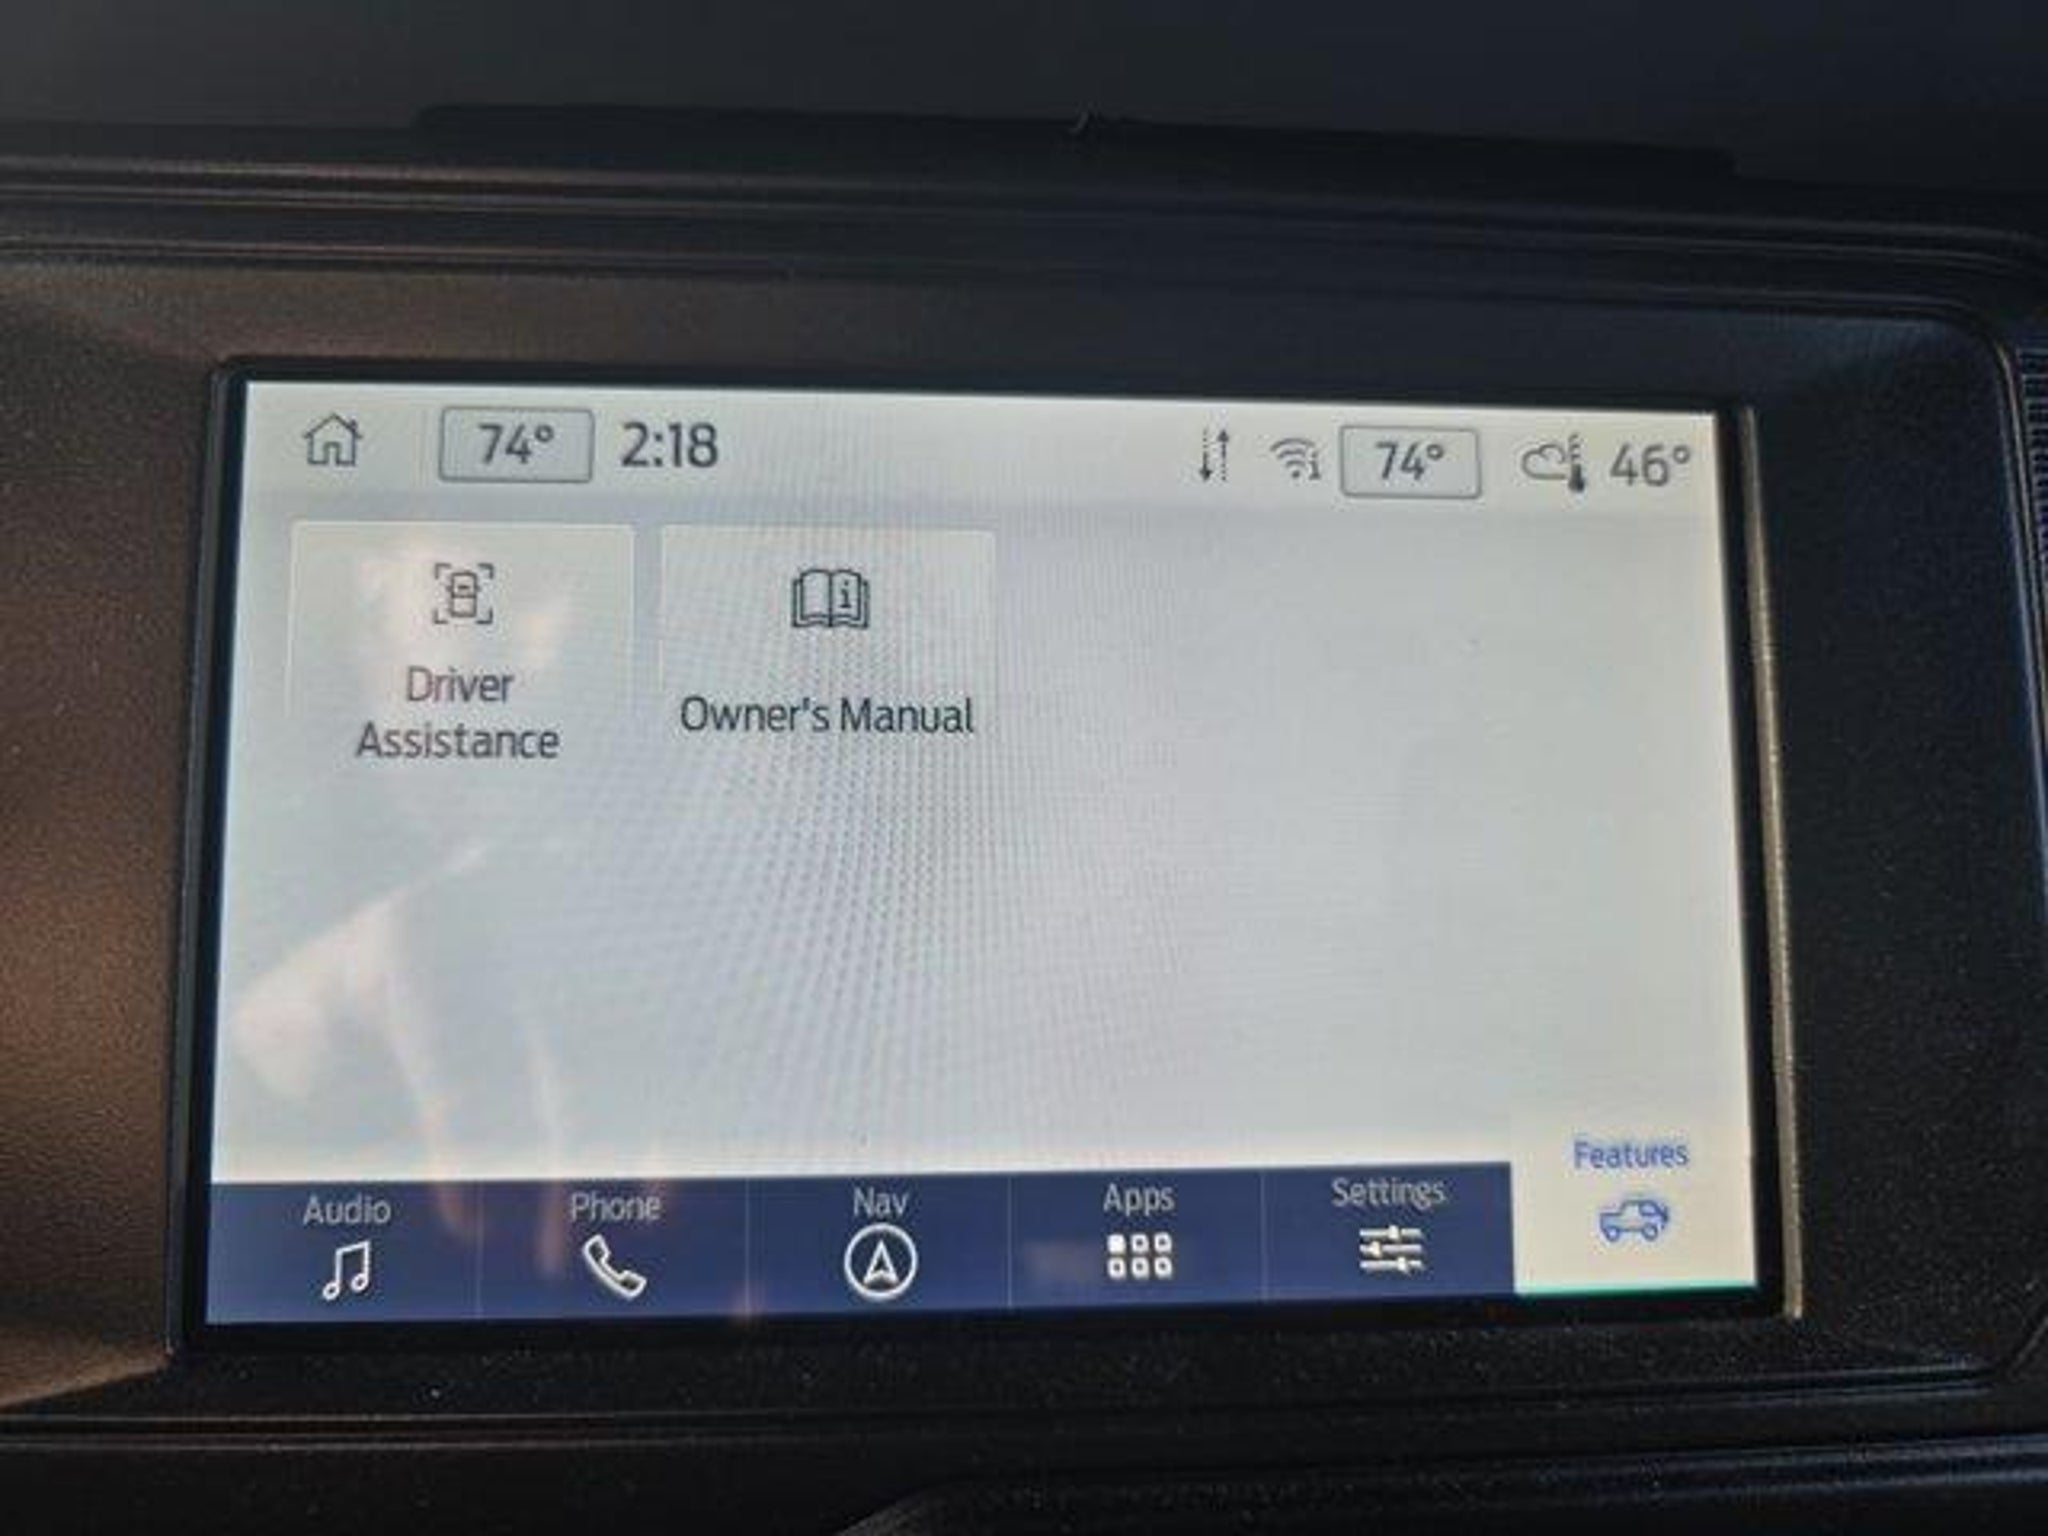 74° 2:18 74° 46°
Driver
Assistance
Owner's Manual
Features
Audio Phone Nav Apps Settings